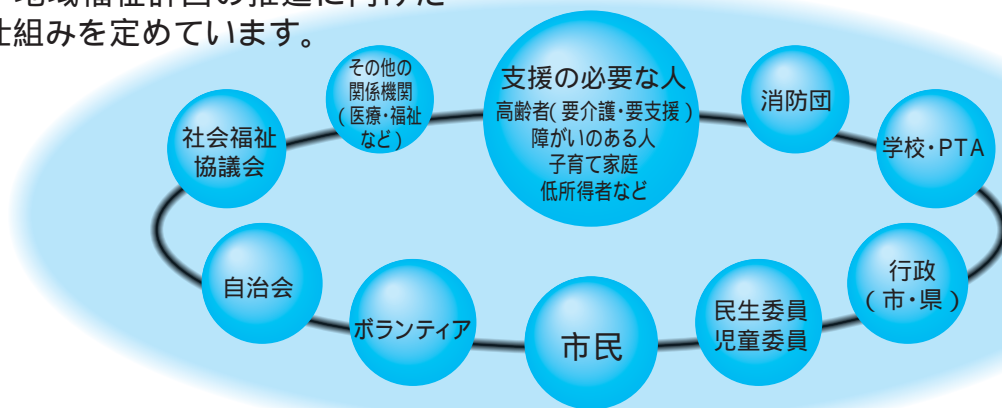 地域福祉計画の推進に向けた
仕組みを定めています。
その他の
関係機関
(医療・福祉
など)
支援の必要な人
高齢者(要介護・要支援)
障がいのある人
子育て家庭
低所得者など
消防団
社会福祉
協議会
学校・PTA
自治会
ボランティア
市民
民生委員
児童委員
行政
(市・県)